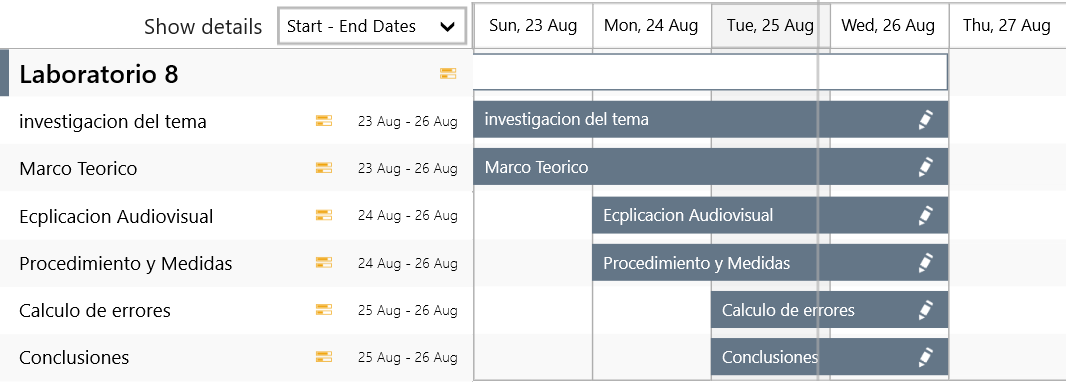 Show details Start - End Dates Sun, 23 Aug Mon, 24 Aug Tue, 25 Aug Wed, 26 Aug Thu, 27 Aug
Laboratorio 8
investigacion del tema 23 Aug - 26 Aug investigacion del tema
Marco Teorico 23 Aug - 26 Aug Marco Teorico
Ecplicacion Audiovisual 24 Aug - 26 Aug Ecplicacion Audiovisual
Procedimiento y Medidas 24 Aug - 26 Aug Procedimiento y Medidas
Calculo de errores 25 Aug - 26 Aug Calculo de errores
Conclusiones 25 Aug - 26 Aug Conclusiones